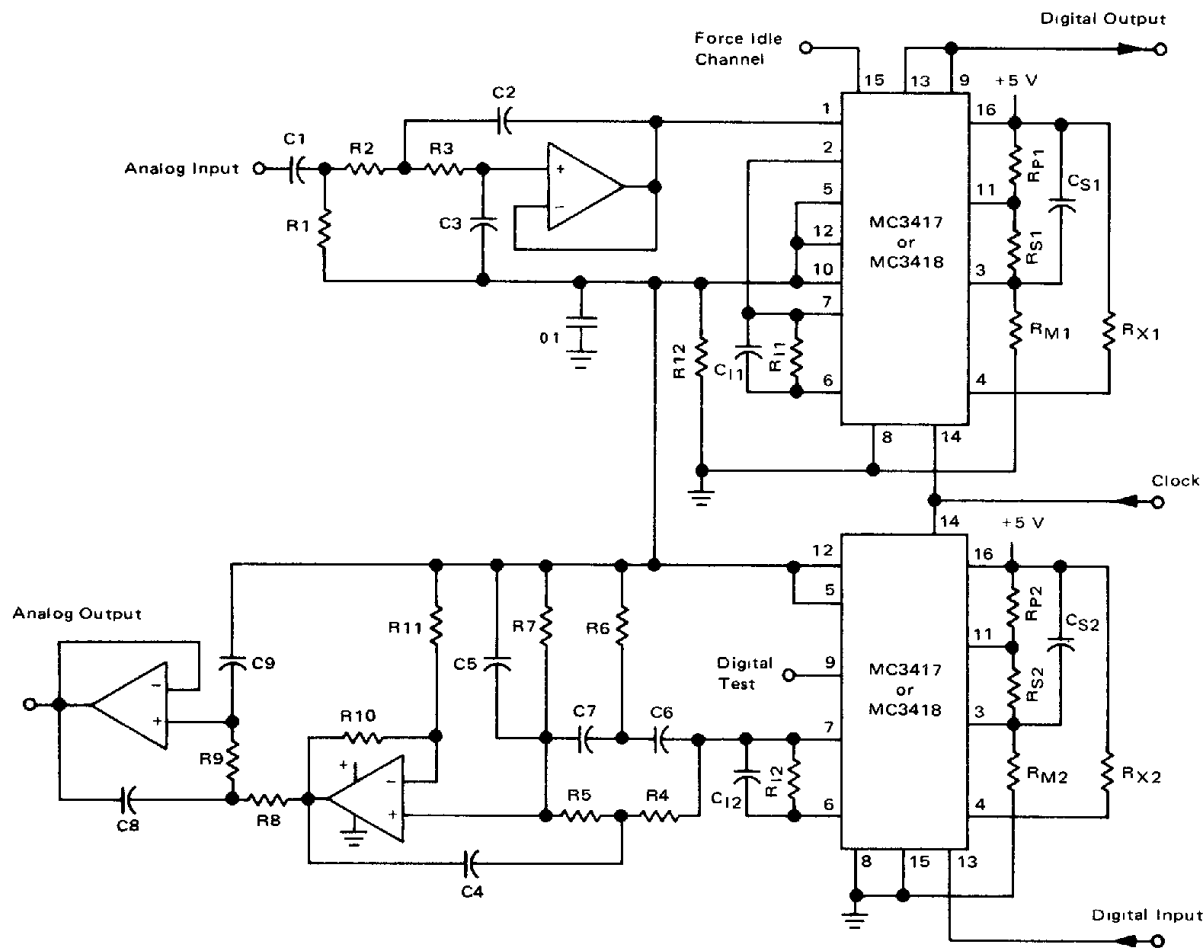 Digital Output
Force Idle
Channel
15
13
9
+5 V
C2
1
16
C1
R2
R3
2
RP1
CS1
Analog Input
+
−
5
11
R1
C3
MC3417
or
MC3418
12
RS1
10
3
7
RM1
RX1
01
R12
CI1
RI1
6
4
8
14
Clock
14
+5 V
12
16
Analog Output
R11
R7
R6
5
RP2
CS2
C9
C5
11
Digital
Test
9
MC3417
or
MC3418
RS2
−
+
R10
C7
C6
7
3
R9
+
−
+
R5
R4
CI2
RI2
RM2
RX2
C8
R8
6
4
C4
8
15
13
Digital Input